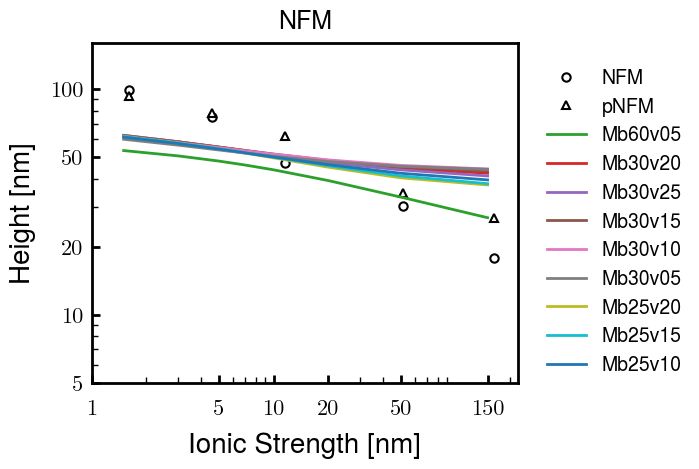 NFM
Height [nm]
100
50
20
10
5
1
5
10
20
50
150
Ionic Strength [nm]
NFM
pNFM
Mb60v05
Mb30v20
Mb30v25
Mb30v15
Mb30v10
Mb30v05
Mb25v20
Mb25v15
Mb25v10